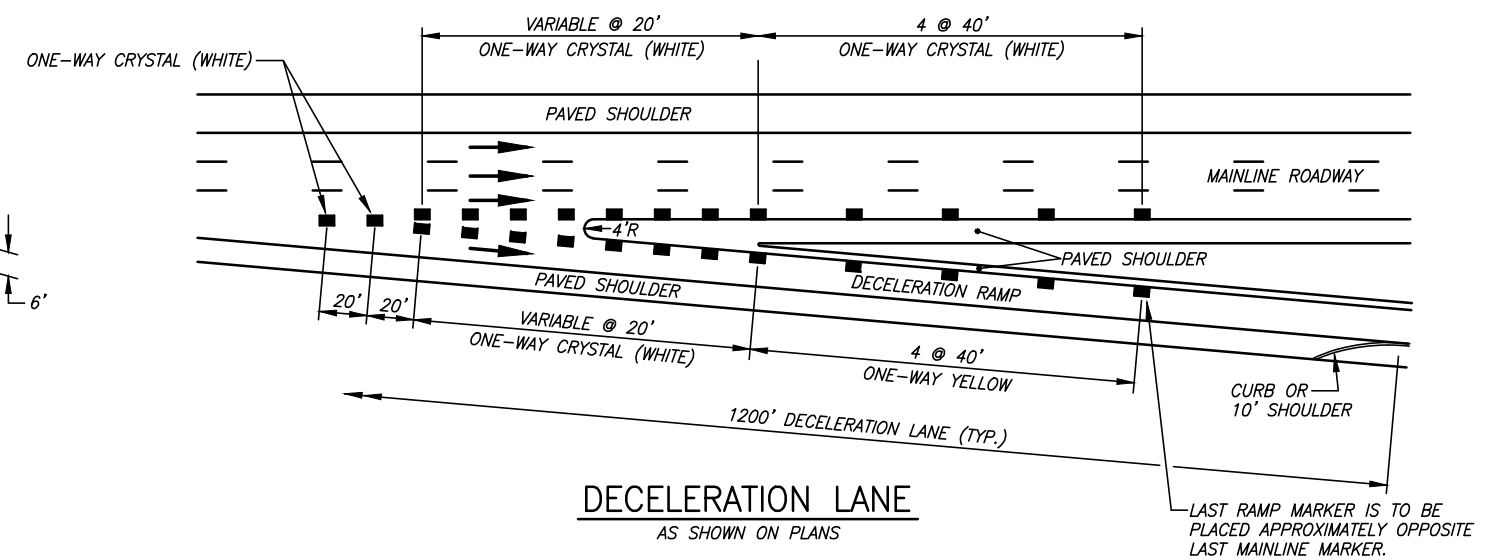 VARIABLE @ 20'
4 @ 40'
ONE-WAY CRYSTAL (WHITE)
ONE-WAY CRYSTAL (WHITE)
ONE-WAY CRYSTAL (WHITE)
PAVED SHOULDER
MAINLINE ROADWAY
4'R
PAVED SHOULDER
PAVED SHOULDER
DECELERATION RAMP
6'
20'
20'
VARIABLE @ 20'
ONE-WAY CRYSTAL (WHITE)
4 @ 40'
ONE-WAY YELLOW
CURB OR
10' SHOULDER
1200' DECELERATION LANE (TYP.)
DECELERATION LANE
AS SHOWN ON PLANS
LAST RAMP MARKER IS TO BE
PLACED APPROXIMATELY OPPOSITE
LAST MAINLINE MARKER.